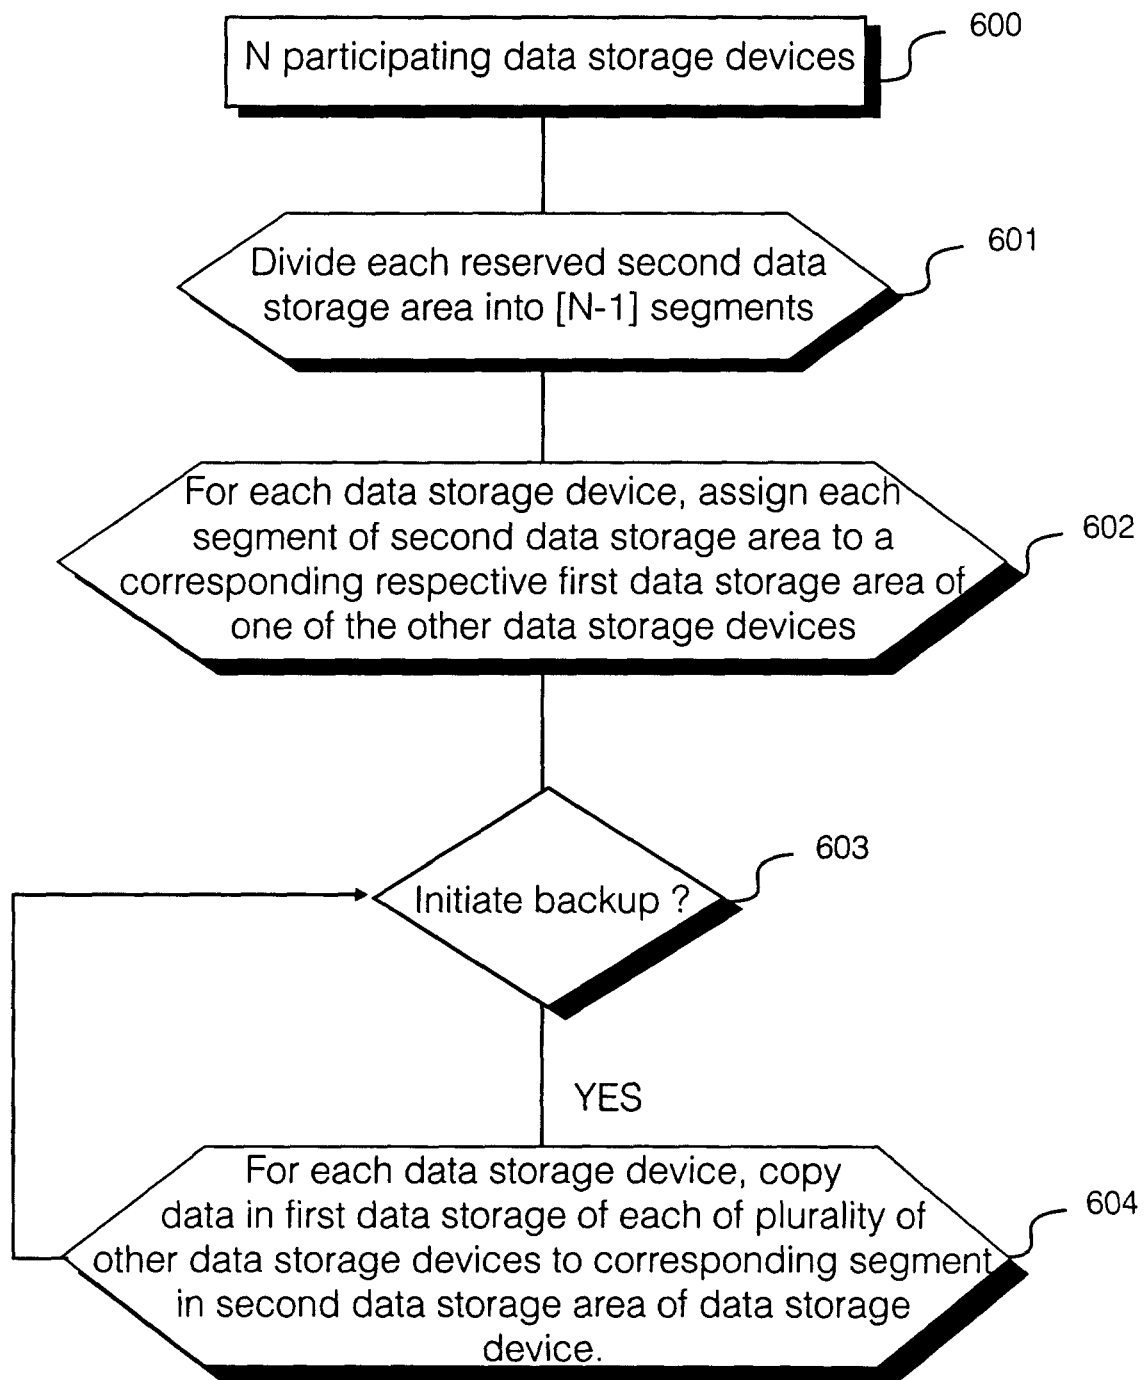 N participating data storage devices
600
Divide each reserved second data
storage area into [N-1] segments
601
For each data storage device, assign each
segment of second data storage area to a
corresponding respective first data storage area of
one of the other data storage devices
602
Initiate backup ?
603
YES
For each data storage device, copy
data in first data storage of each of plurality of
other data storage devices to corresponding segment
in second data storage area of data storage
device.
604